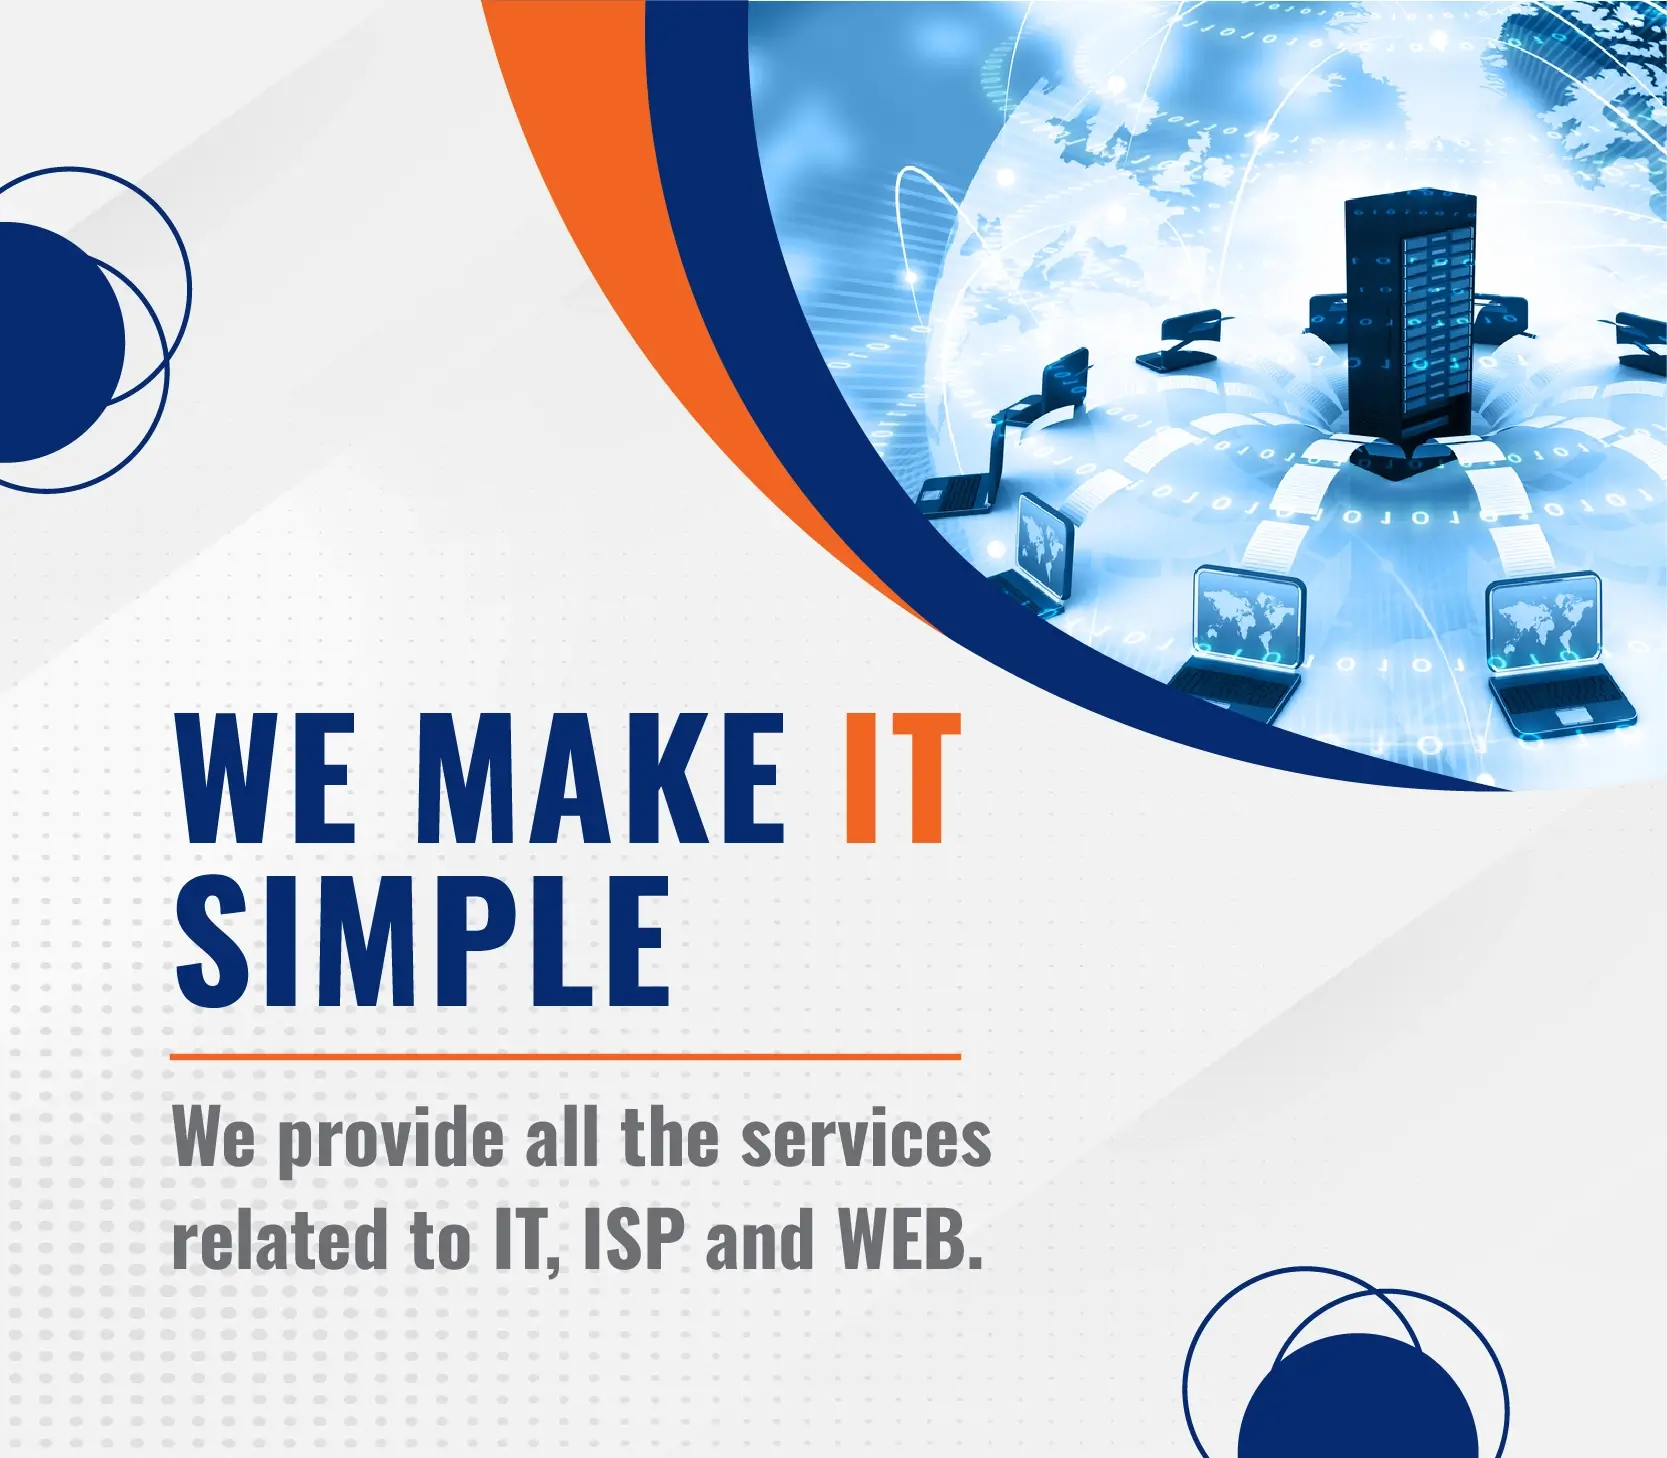 WE MAKE IT
SIMPLE
We provide all the services
related to IT, ISP and WEB.